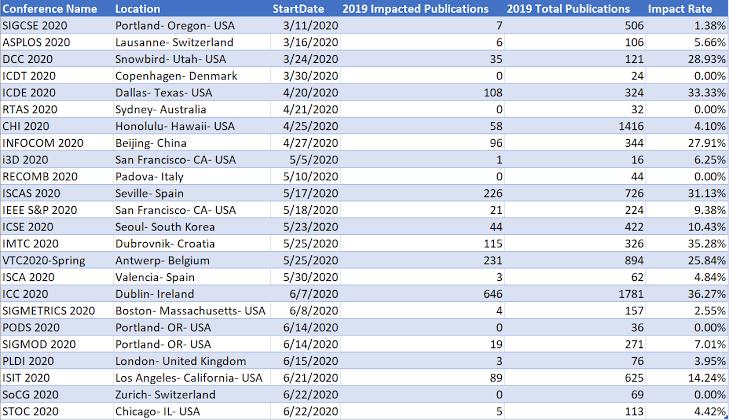 Conference Name Location StartDate 2019 Impacted Publications 2019 Total Publications Impact Rate
SIGCSE 2020 Portland- Oregon- USA 3/11/2020 7 506 1.38%
ASPLOS 2020 Lausanne- Switzerland 3/16/2020 6 106 5.66%
DCC 2020 Snowbird- Utah- USA 3/24/2020 35 121 28.93%
ICDT 2020 Copenhagen- Denmark 3/30/2020 0 24 0.00%
ICDE 2020 Dallas- Texas- USA 4/20/2020 108 324 33.33%
RTAS 2020 Sydney- Australia 4/21/2020 0 32 0.00%
CHI 2020 Honolulu- Hawaii- USA 4/25/2020 58 1416 4.10%
INFOCOM 2020 Beijing- China 4/27/2020 96 344 27.91%
i3D 2020 San Francisco- CA- USA 5/5/2020 1 16 6.25%
RECOMB 2020 Padova- Italy 5/10/2020 0 44 0.00%
ISCAS 2020 Seville- Spain 5/17/2020 226 726 31.13%
IEEE S&P 2020 San Francisco- CA- USA 5/18/2020 21 224 9.38%
ICSE 2020 Seoul- South Korea 5/23/2020 44 422 10.43%
IMTC 2020 Dubrovnik- Croatia 5/25/2020 115 326 35.28%
VTC2020-Spring Antwerp- Belgium 5/25/2020 231 894 25.84%
ISCA 2020 Valencia- Spain 5/30/2020 3 62 4.84%
ICC 2020 Dublin- Ireland 6/7/2020 646 1781 36.27%
SIGMETRICS 2020 Boston- Massachusetts- USA 6/8/2020 4 157 2.55%
PODS 2020 Portland- OR- USA 6/14/2020 0 36 0.00%
SIGMOD 2020 Portland- OR- USA 6/14/2020 19 271 7.01%
PLDI 2020 London- United Kingdom 6/15/2020 3 76 3.95%
ISIT 2020 Los Angeles- California- USA 6/21/2020 89 625 14.24%
SoCG 2020 Zurich- Switzerland 6/22/2020 0 69 0.00%
STOC 2020 Chicago- IL- USA 6/22/2020 5 113 4.42%